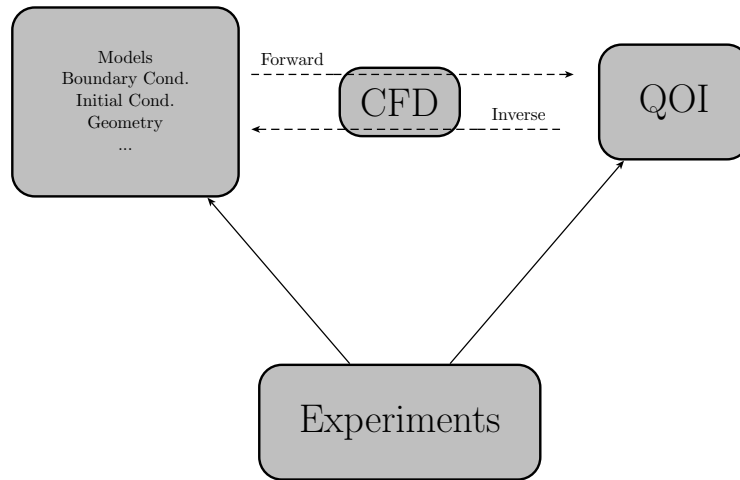 Models
Boundary Cond.
Initial Cond.
Geometry
...
Forward
CFD
Inverse
QOI
Experiments